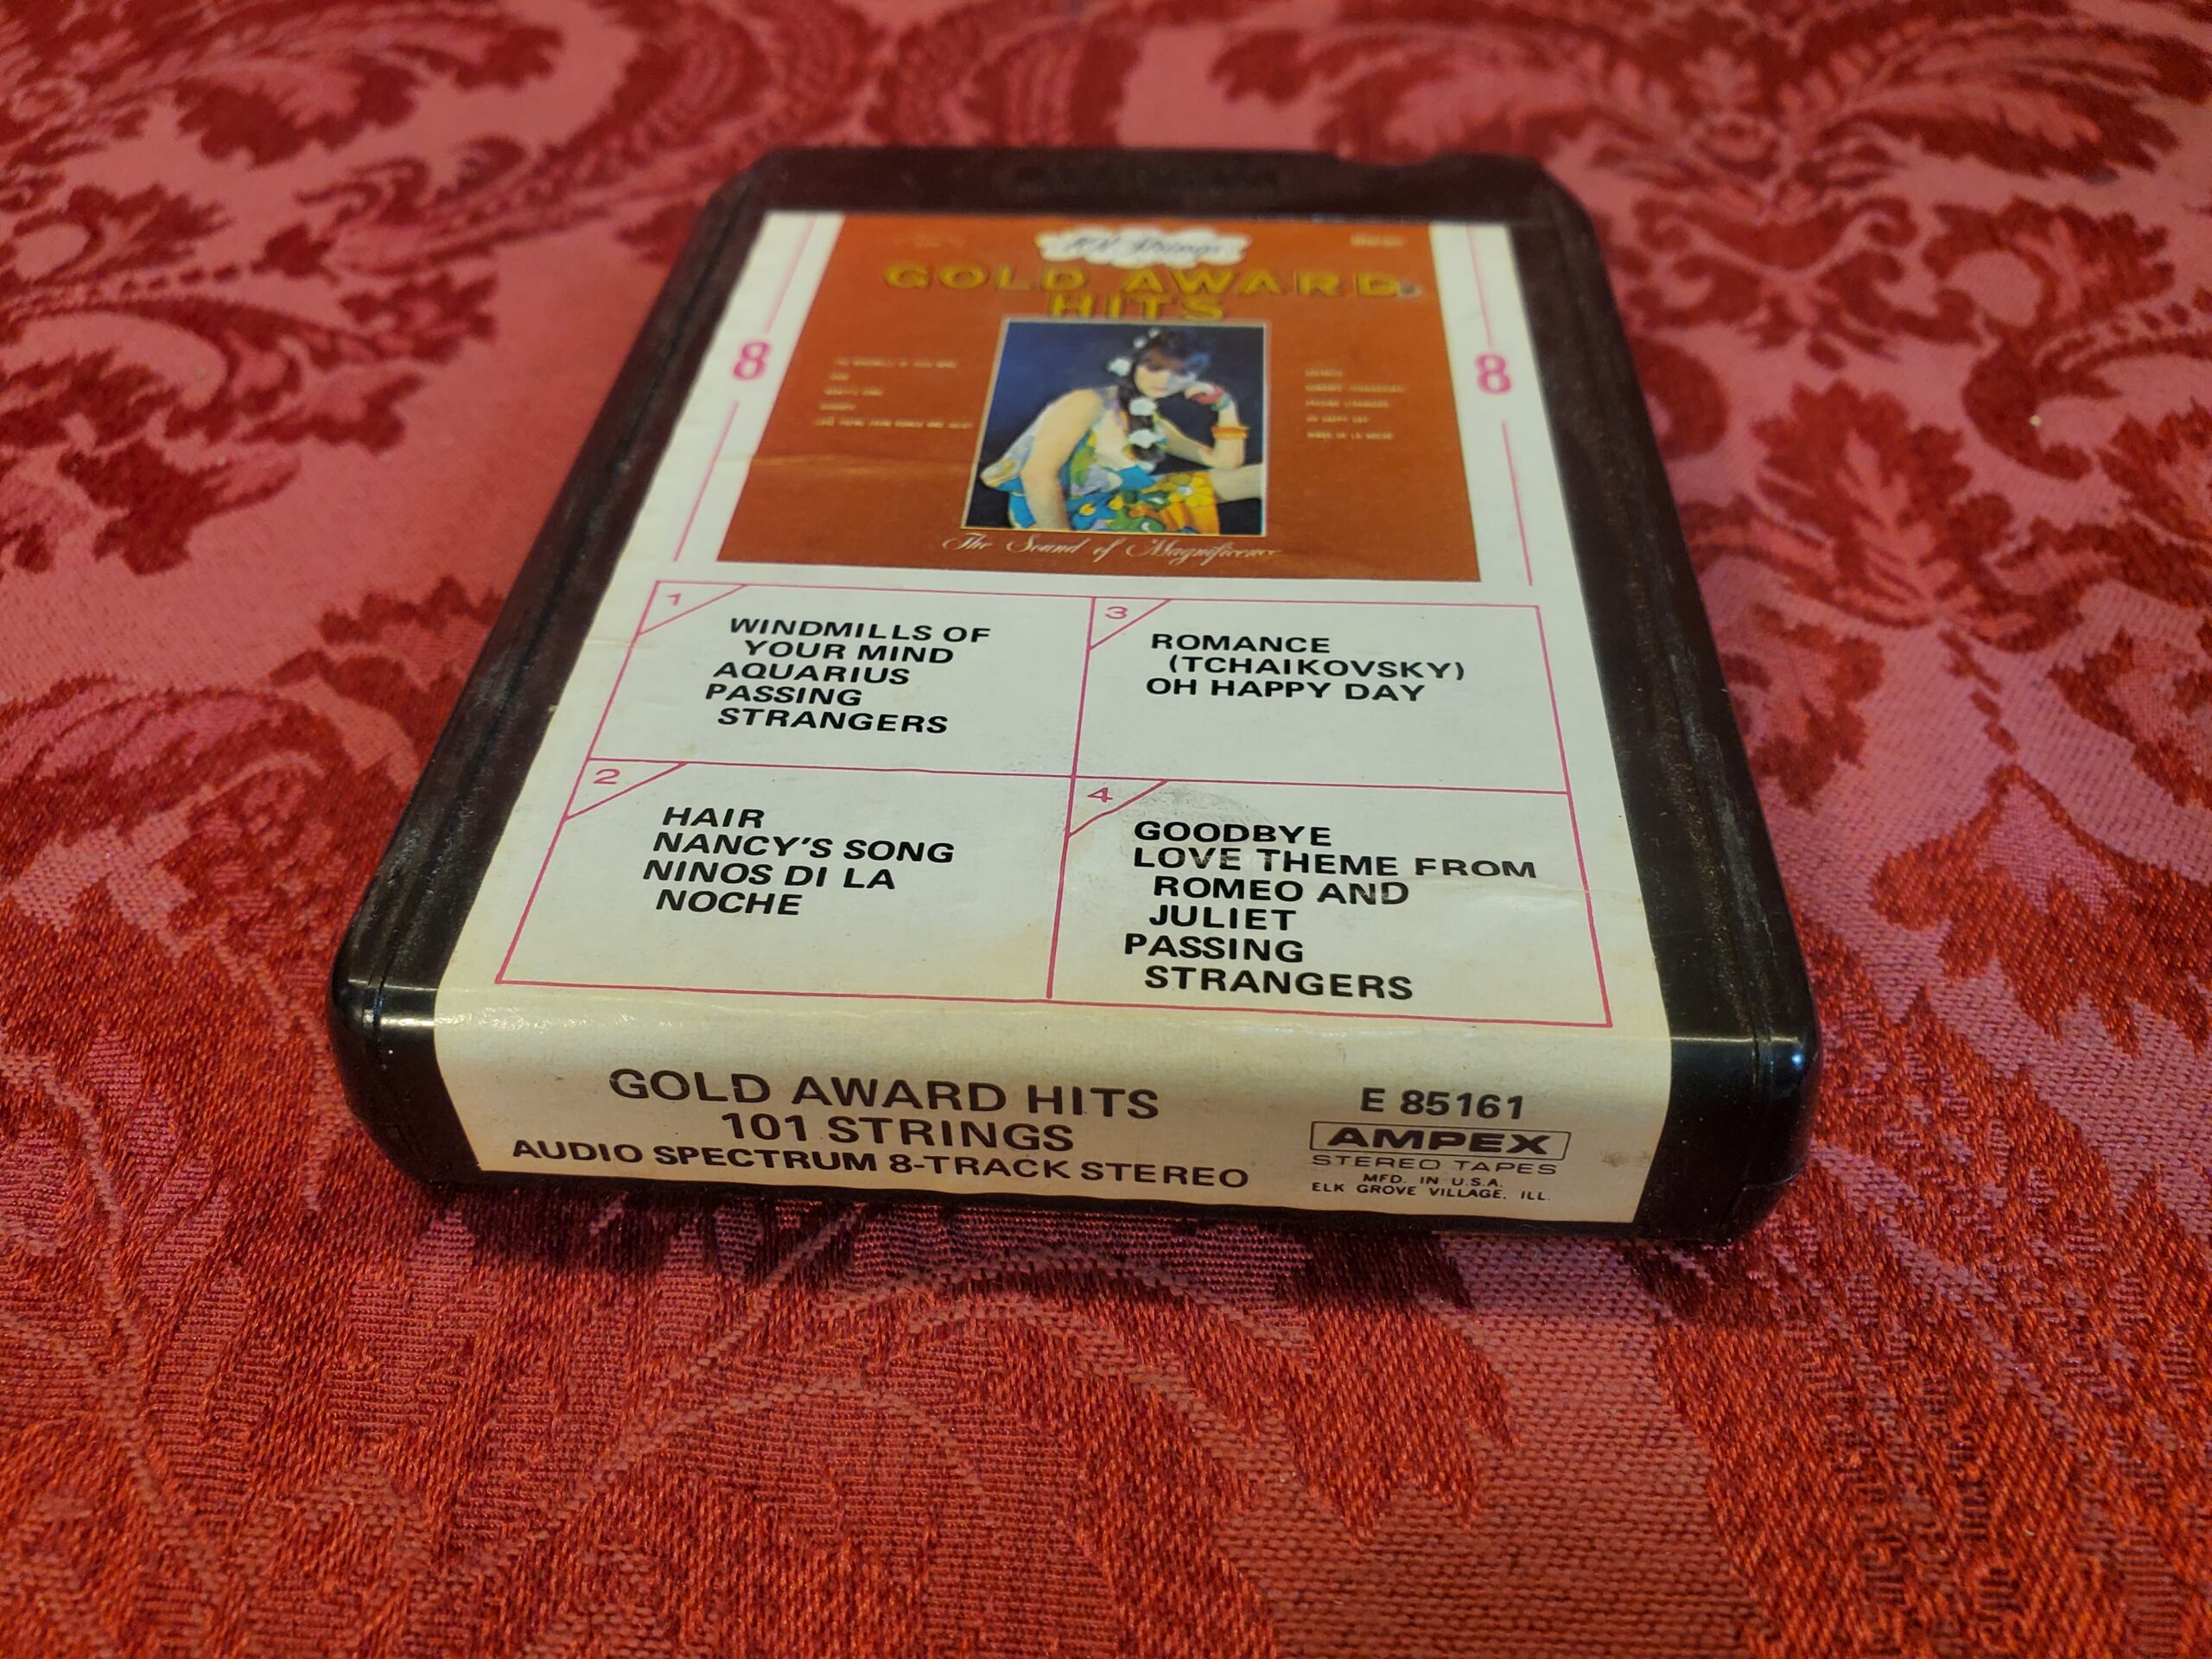 101 Strings
GOLD AWARD
HITS
8
8
The Sound of Magnificence
1
WINDMILLS OF
YOUR MIND
AQUARIUS
PASSING
STRANGERS
2
HAIR
NANCY'S SONG
NINOS DI LA
NOCHE
3
ROMANCE
(TCHAIKOVSKY)
OH HAPPY DAY
4
GOODBYE
LOVE THEME FROM
ROMEO AND
JULIET
PASSING
STRANGERS
GOLD AWARD HITS
101 STRINGS
AUDIO SPECTRUM 8-TRACK STEREO
E 85161
AMPEX
STEREO TAPES
MFD. IN U.S.A.
ELK GROVE VILLAGE, ILL.